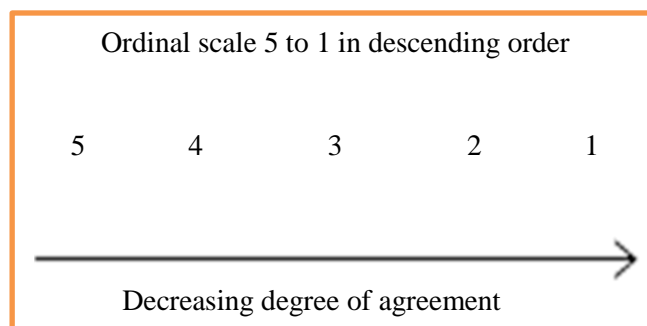 Ordinal scale 5 to 1 in descending order
5 4 3 2 1
Decreasing degree of agreement